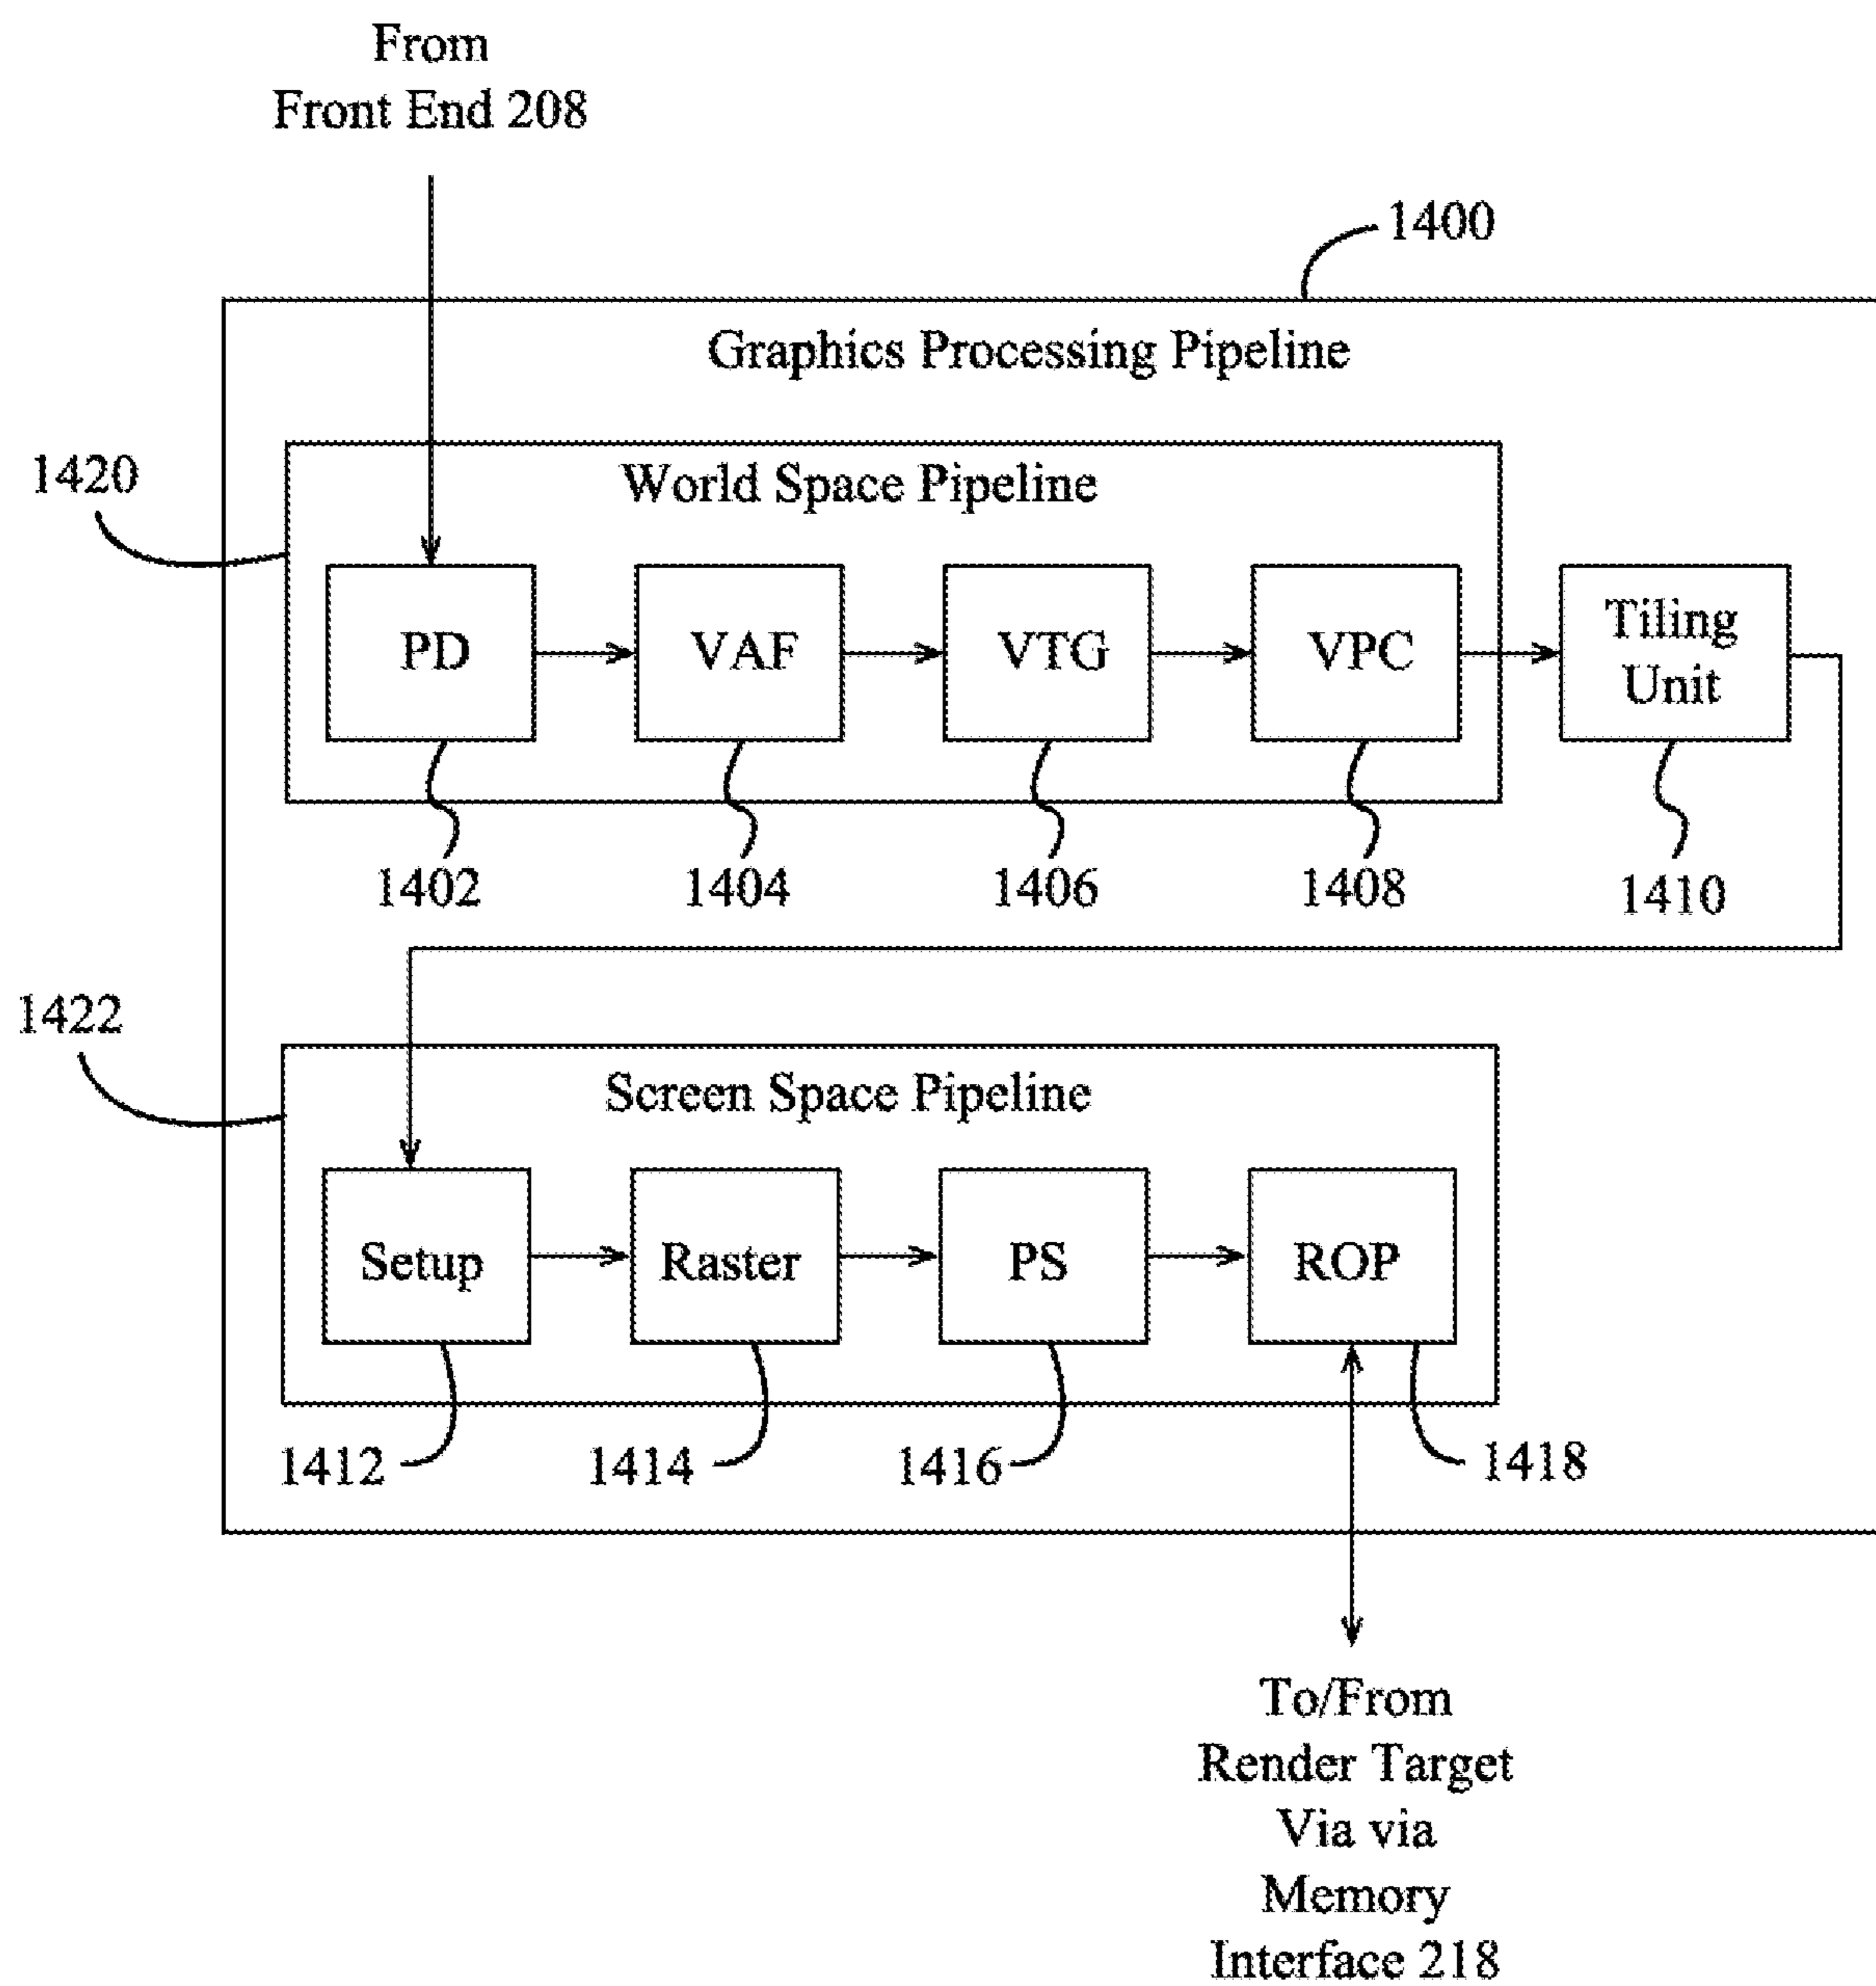 From
Front End 208
1400
Graphics Processing Pipeline
1420
World Space Pipeline
PD
VAF
VTG
VPC
Tiling
Unit
1402
1404
1406
1408
1410
1422
Screen Space Pipeline
Setup
Raster
PS
ROP
1412
1414
1416
1418
To/From
Render Target
Via via
Memory
Interface 218